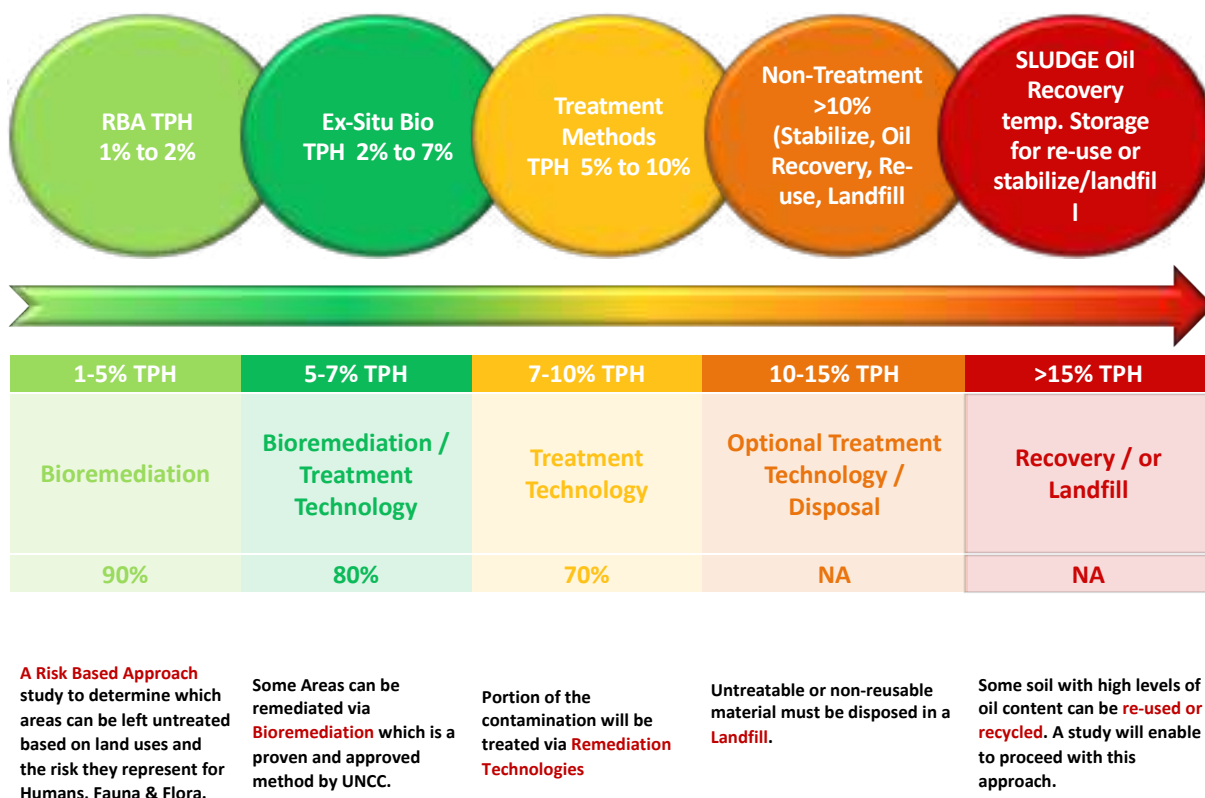 RBA TPH
1% to 2%
Ex-Situ Bio
TPH 2% to 7%
Treatment
Methods
TPH 5% to 10%
Non-Treatment
>10%
(Stabilize, Oil
Recovery, Re-
use, Landfill
SLUDGE Oil
Recovery
temp. Storage
for re-use or
stabilize/landfil
l
1-5% TPH
5-7% TPH
7-10% TPH
10-15% TPH
>15% TPH
Bioremediation
Bioremediation /
Treatment
Technology
Treatment
Technology
Optional Treatment
Technology /
Disposal
Recovery / or
Landfill
90%
80%
70%
NA
NA
A Risk Based Approach
study to determine which
areas can be left untreated
based on land uses and
the risk they represent for
Humans, Fauna & Flora.
Some Areas can be
remediated via
Bioremediation which is a
proven and approved
method by UNCC.
Portion of the
contamination will be
treated via Remediation
Technologies
Untreatable or non-reusable
material must be disposed in a
Landfill.
Some soil with high levels of
oil content can be re-used or
recycled. A study will enable
to proceed with this
approach.